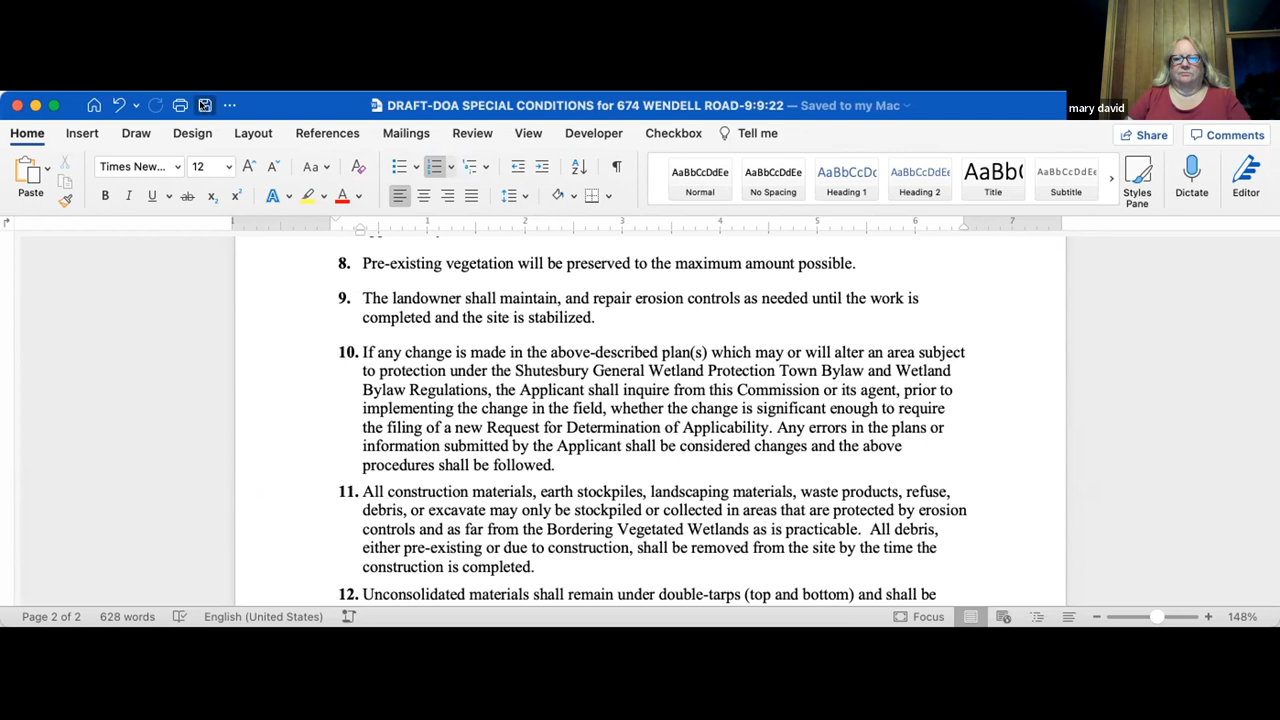 mary david
DRAFT-DOA SPECIAL CONDITIONS for 674 WENDELL ROAD-9:9:22 — Saved to my Mac
Home Insert Draw Design Layout References Mailings Review View Developer Checkbox Tell me Share Comments
Paste Times New... 12 Aa AaBbCcDdEe AaBbCcDdEe AaBbCcDc AaBbCcDdEe AaBb( AaBbCcDdEe
Normal No Spacing Heading 1 Heading 2 Title Subtitle Styles Pane Dictate Editor
1 1 2 3 4 5 6 7
8. Pre-existing vegetation will be preserved to the maximum amount possible.
9. The landowner shall maintain, and repair erosion controls as needed until the work is
completed and the site is stabilized.
10. If any change is made in the above-described plan(s) which may or will alter an area subject
to protection under the Shutesbury General Wetland Protection Town Bylaw and Wetland
Bylaw Regulations, the Applicant shall inquire from this Commission or its agent, prior to
implementing the change in the field, whether the change is significant enough to require
the filing of a new Request for Determination of Applicability. Any errors in the plans or
information submitted by the Applicant shall be considered changes and the above
procedures shall be followed.
11. All construction materials, earth stockpiles, landscaping materials, waste products, refuse,
debris, or excavate may only be stockpiled or collected in areas that are protected by erosion
controls and as far from the Bordering Vegetated Wetlands as is practicable. All debris,
either pre-existing or due to construction, shall be removed from the site by the time the
construction is completed.
12. Unconsolidated materials shall remain under double-tarps (top and bottom) and shall be
Page 2 of 2 628 words English (United States) Focus 148%